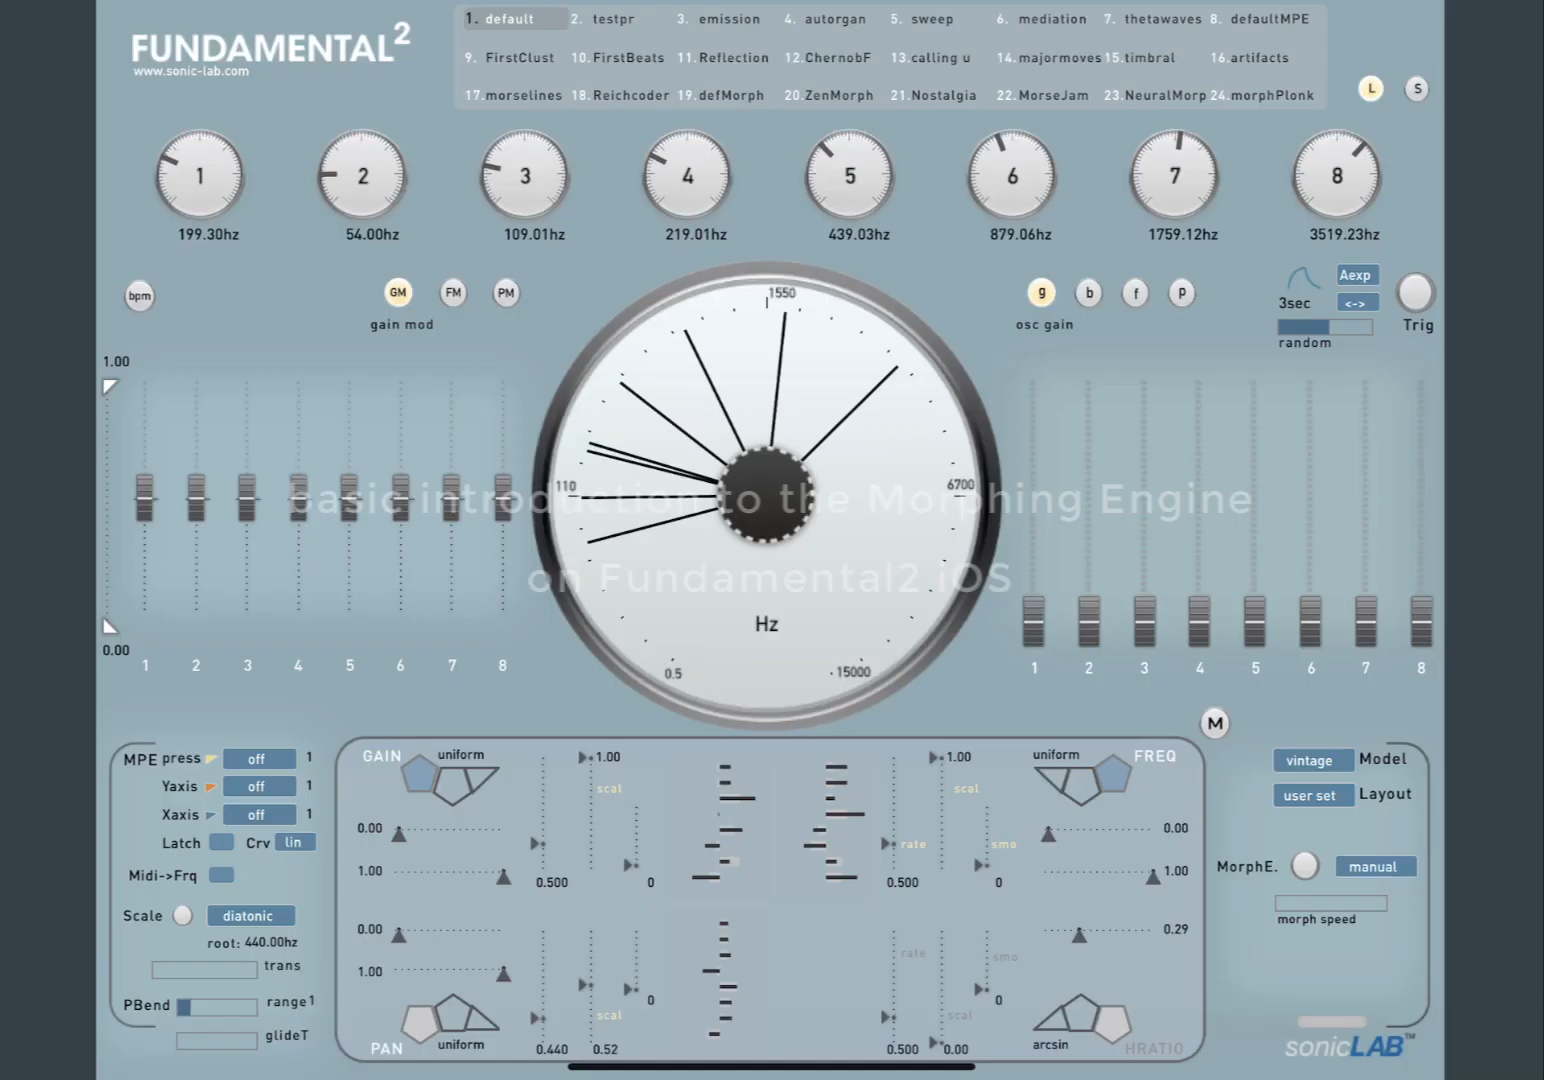 FUNDAMENTAL2
www.sonic-lab.com
1. default 2. testpr 3. emission 4. autorgan 5. sweep 6. mediation 7. thetawaves 8. defaultMPE
9. FirstClust 10.FirstBeats 11.Reflection 12.ChernobF 13.calling u 14.majormoves 15.timbral 16.artifacts
17.morselines 18.Reichcoder 19.defMorph 20.ZenMorph 21.Nostalgia 22.MorseJam 23.NeuralMorp 24.morphPlonk
L S
1 2 3 4 5 6 7 8
199.30hz 54.00hz 109.01hz 219.01hz 439.03hz 879.06hz 1759.12hz 3519.23hz
bpm GM FM PM
gain mod
g b f p
osc gain
Aexp
3sec <->
random
Trig
1.00
0.00
1 2 3 4 5 6 7 8
1550
110
6700
Hz
0.5
15000
1 2 3 4 5 6 7 8
basic introduction to the Morphing Engine
on Fundamental2 iOS
M
MPE press off 1
Yaxis off 1
Xaxis off 1
Latch Crv lin
Midi->Frq
Scale diatonic
root: 440.00hz
trans
PBend range1
glideT
GAIN uniform 1.00
scal
0.00
1.00
0.500 0
uniform FREQ
1.00
scal
0.00
rate smo
1.00
0.500 0
0.00
1.00
0
scal
PAN uniform 0.440 0.52
0.29
rate smo
0
scal
arcsin HRATIO
0.500 0.00
vintage Model
user set Layout
MorphE. manual
morph speed
sonicLAB™